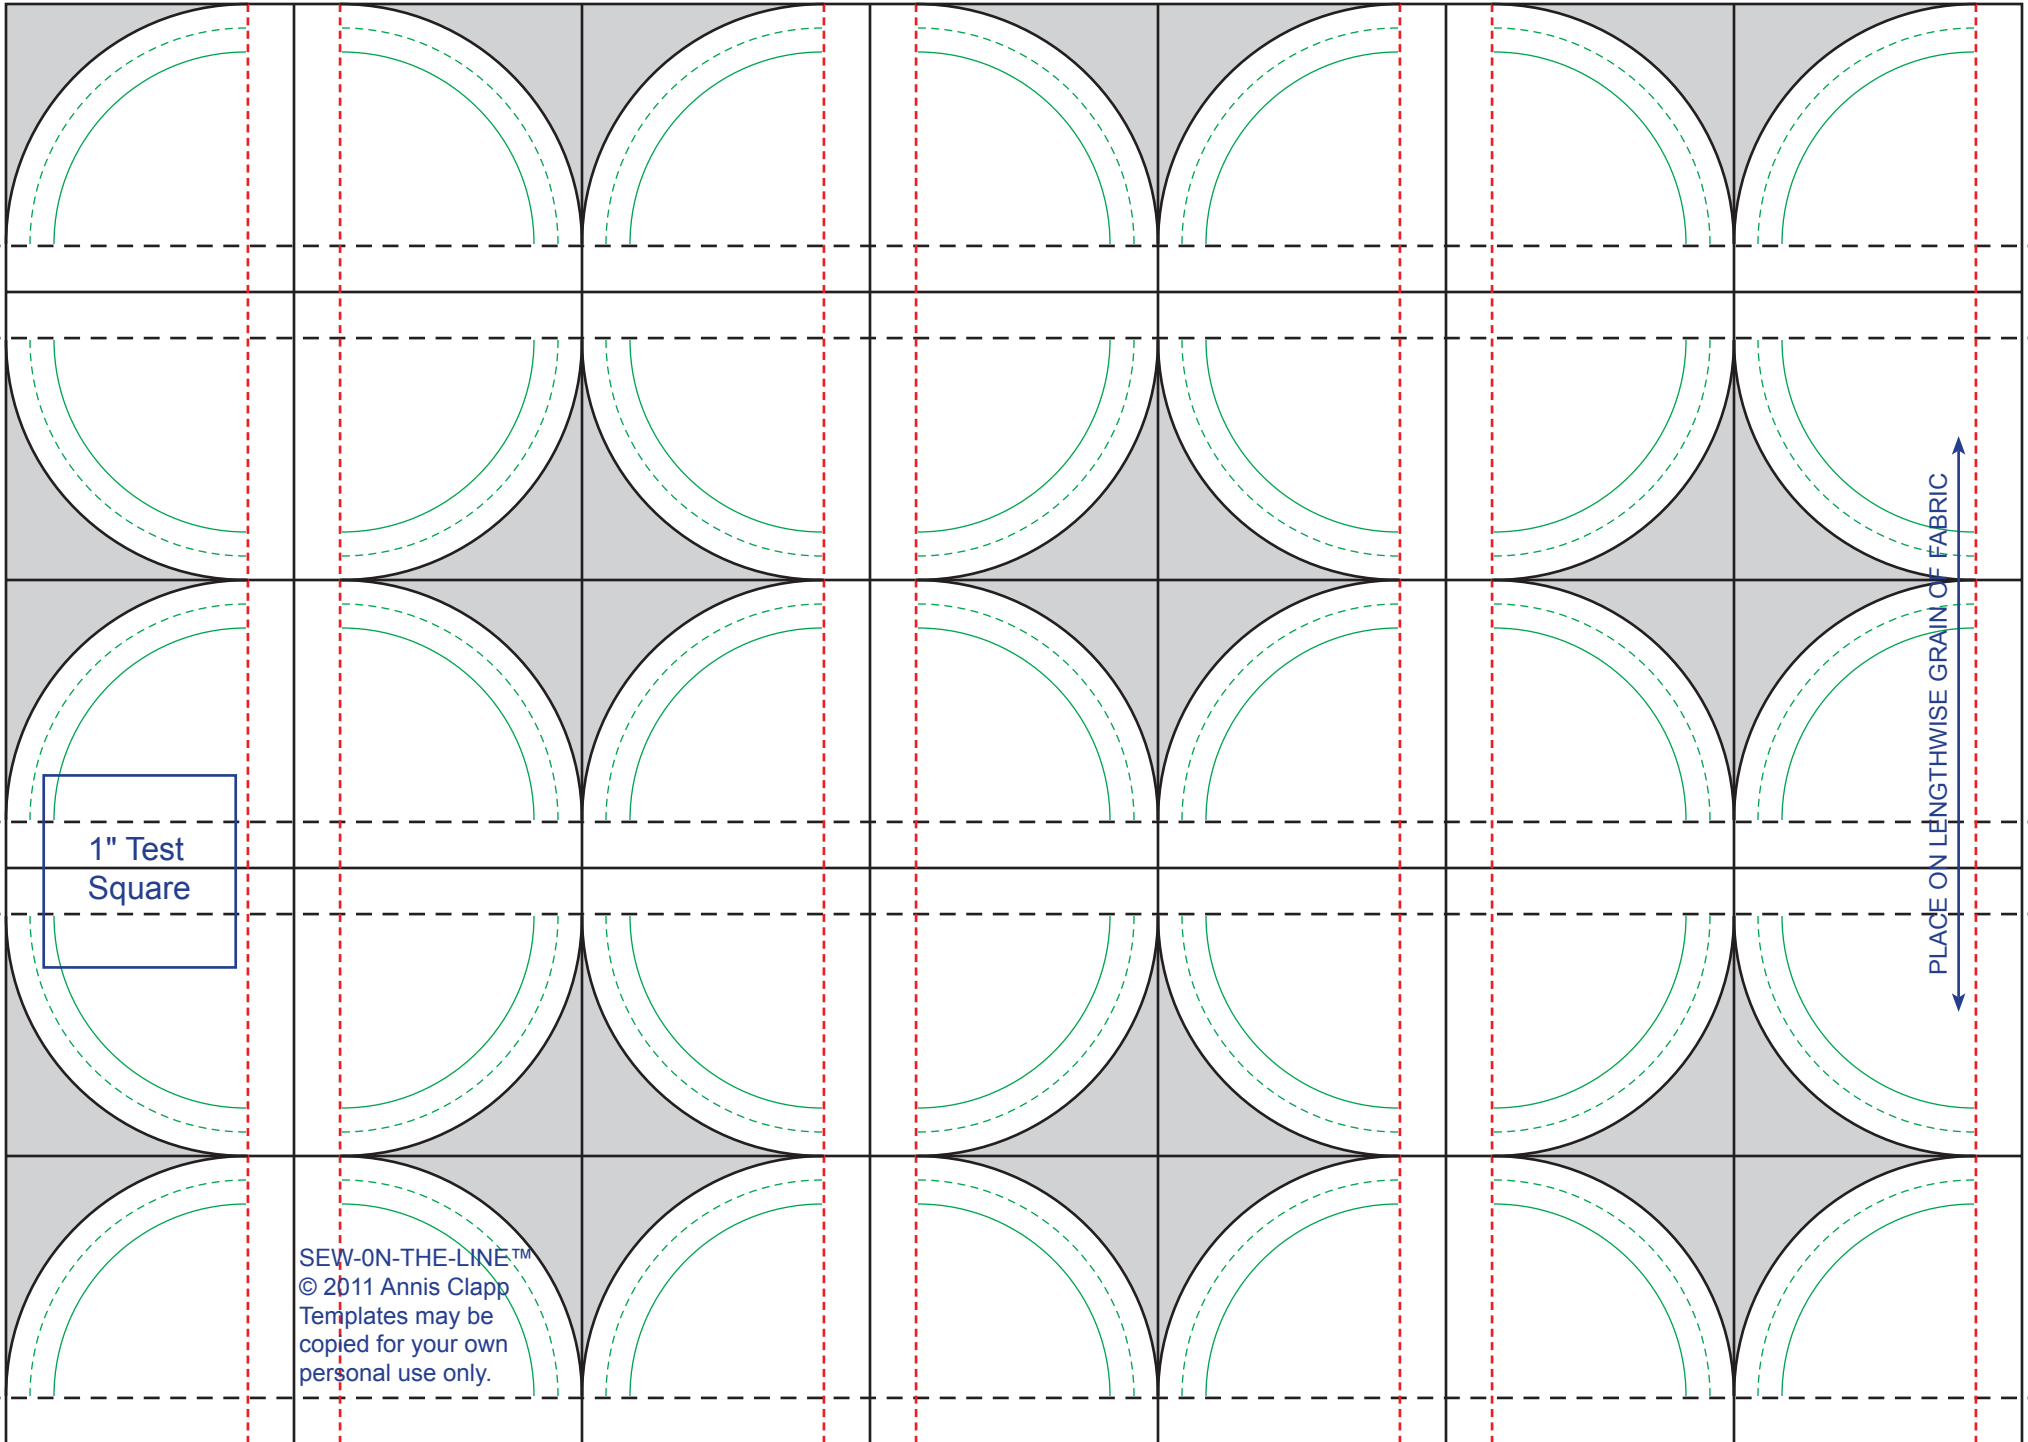 PLACE ON LENGTHWISE GRAIN OF FABRIC
1" Test
Square
SEW-0N-THE-LINE™
© 2011 Annis Clapp
Templates may be
copied for your own
personal use only.